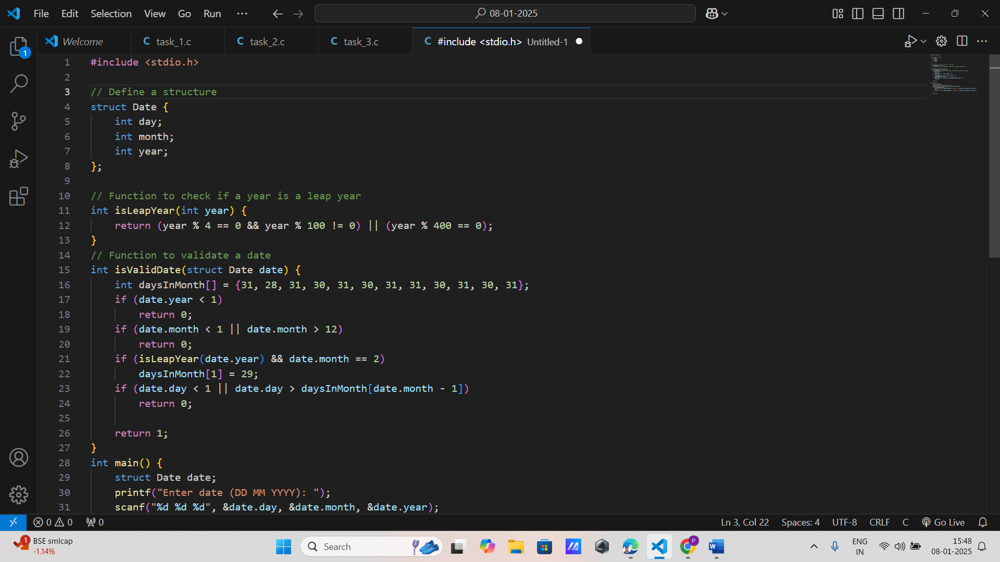 File Edit Selection View Go Run ··· 08-01-2025
Welcome task_1.c task_2.c task_3.c #include <stdio.h> Untitled-1
1 #include <stdio.h>
2
3 // Define a structure
4 struct Date {
5 int day;
6 int month;
7 int year;
8 };
9
10 // Function to check if a year is a leap year
11 int isLeapYear(int year) {
12 return (year % 4 == 0 && year % 100 != 0) || (year % 400 == 0);
13 }
14 // Function to validate a date
15 int isValidDate(struct Date date) {
16 int daysInMonth[] = {31, 28, 31, 30, 31, 30, 31, 31, 30, 31, 30, 31};
17 if (date.year < 1)
18 return 0;
19 if (date.month < 1 || date.month > 12)
20 return 0;
21 if (isLeapYear(date.year) && date.month == 2)
22 daysInMonth[1] = 29;
23 if (date.day < 1 || date.day > daysInMonth[date.month - 1])
24 return 0;
25
26 return 1;
27 }
28 int main() {
29 struct Date date;
30 printf("Enter date (DD MM YYYY): ");
31 scanf("%d %d %d", &date.day, &date.month, &date.year);
1
0 0 0 Ln 3, Col 22 Spaces: 4 UTF-8 CRLF C Go Live
1 BSE smlcap Search P W ENG 15:48
-1.14% IN 08-01-2025